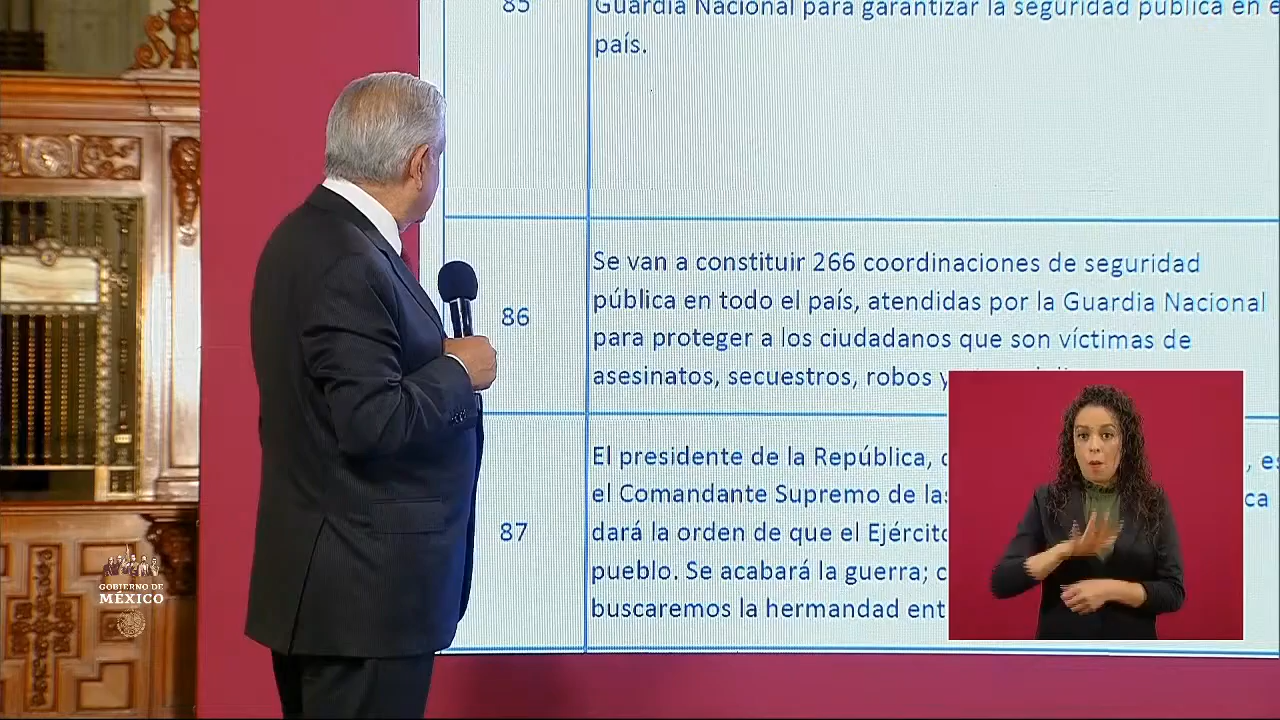 85
Guardia Nacional para garantizar la seguridad pública en e
país.
86
Se van a constituir 266 coordinaciones de seguridad
pública en todo el país, atendidas por la Guardia Nacional
para proteger a los ciudadanos que son víctimas de
asesinatos, secuestros, robos y
87
El presidente de la República, , es
el Comandante Supremo de las ca
dará la orden de que el Ejército
pueblo. Se acabará la guerra; c
buscaremos la hermandad ent
GOBIERNO DE
MÉXICO